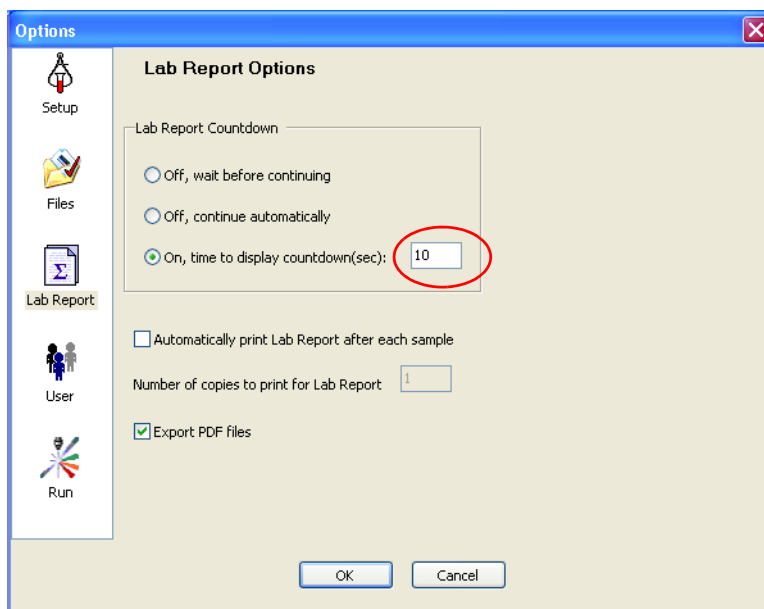 Options
Setup
Files
Σ
Lab Report
User
Run
Lab Report Options
Lab Report Countdown
Off, wait before continuing
Off, continue automatically
On, time to display countdown(sec): 10
Automatically print Lab Report after each sample
Number of copies to print for Lab Report 1
Export PDF files
OK Cancel